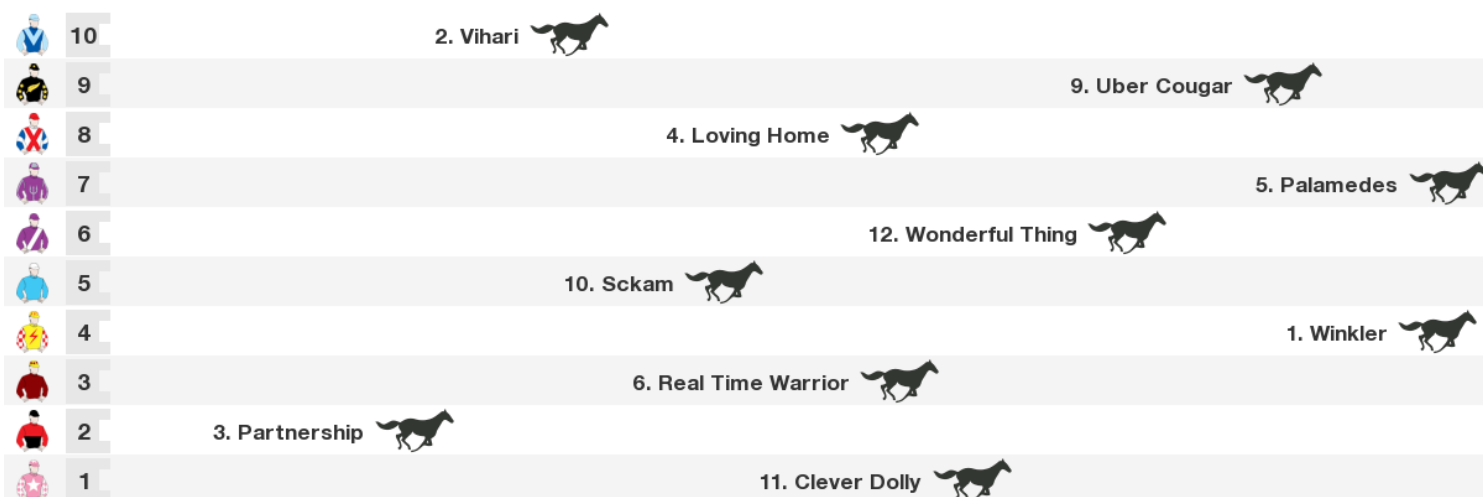 10 2. Vihari
9 9. Uber Cougar
8 4. Loving Home
7 5. Palamedes
6 12. Wonderful Thing
5 10. Sckam
4 1. Winkler
3 6. Real Time Warrior
2 3. Partnership
1 11. Clever Dolly